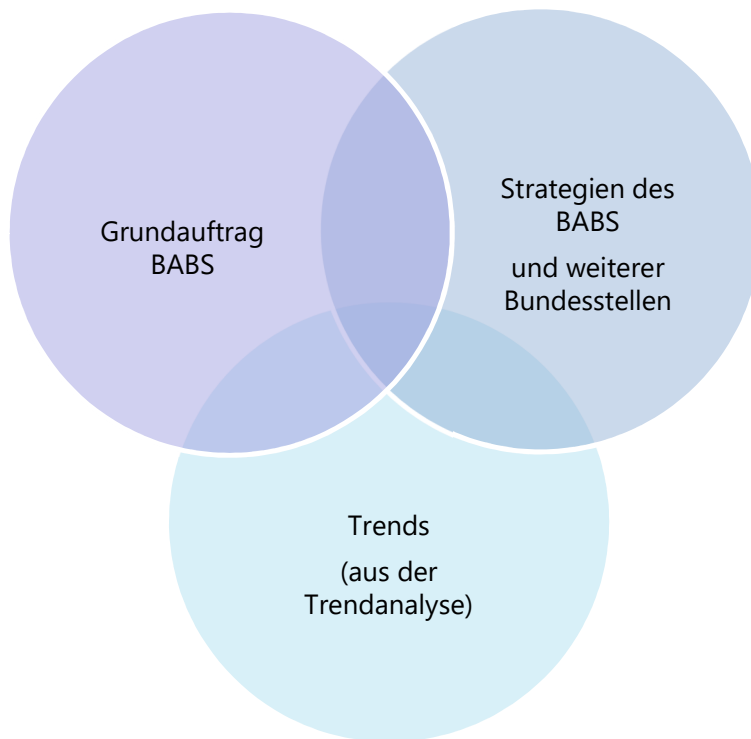 Grundauftrag
BABS
Strategien des
BABS
und weiterer
Bundesstellen
Trends
(aus der
Trendanalyse)